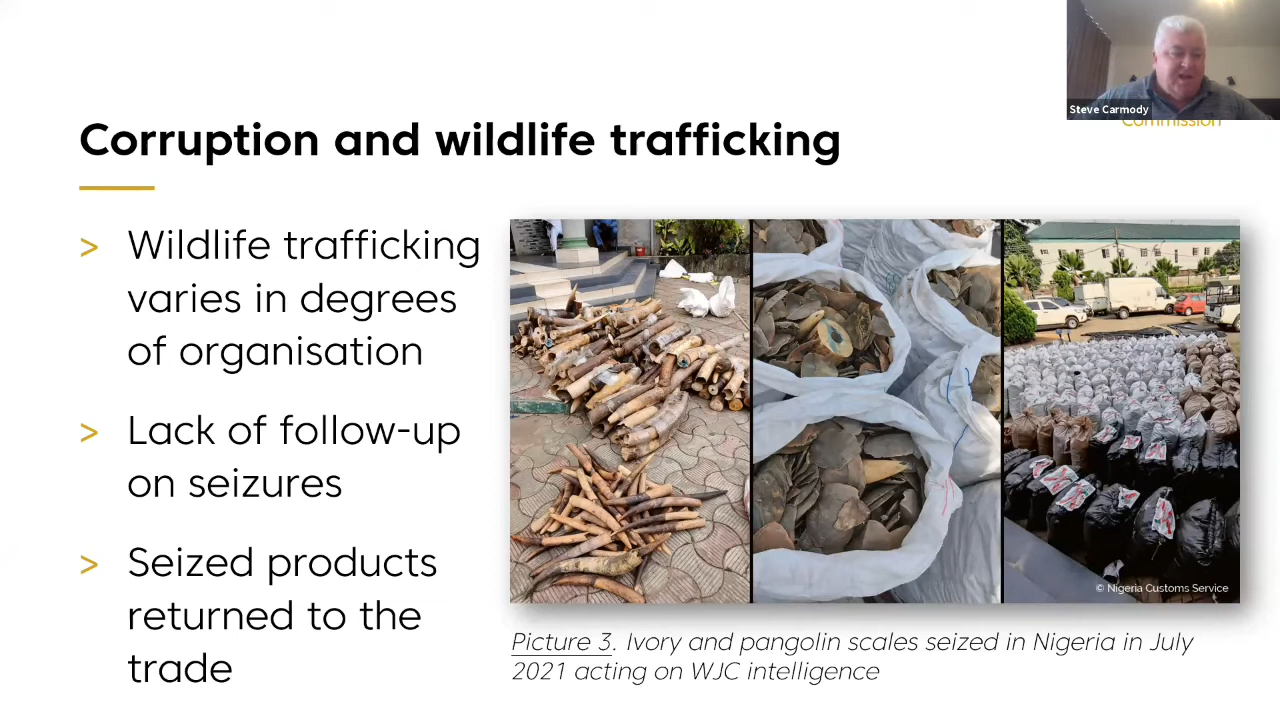 Steve Carmody
Commission
Corruption and wildlife trafficking
> Wildlife trafficking
varies in degrees
of organisation
> Lack of follow-up
on seizures
> Seized products
returned to the
trade
© Nigeria Customs Service
Picture 3. Ivory and pangolin scales seized in Nigeria in July
2021 acting on WJC intelligence